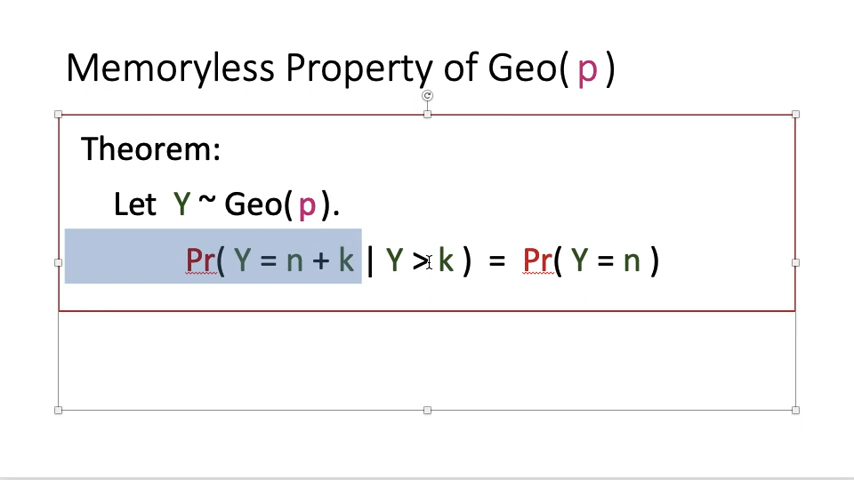 Memoryless Property of Geo( p )
Theorem:
Let Y ~ Geo( p ).
Pr( Y = n + k | Y > k ) = Pr( Y = n )